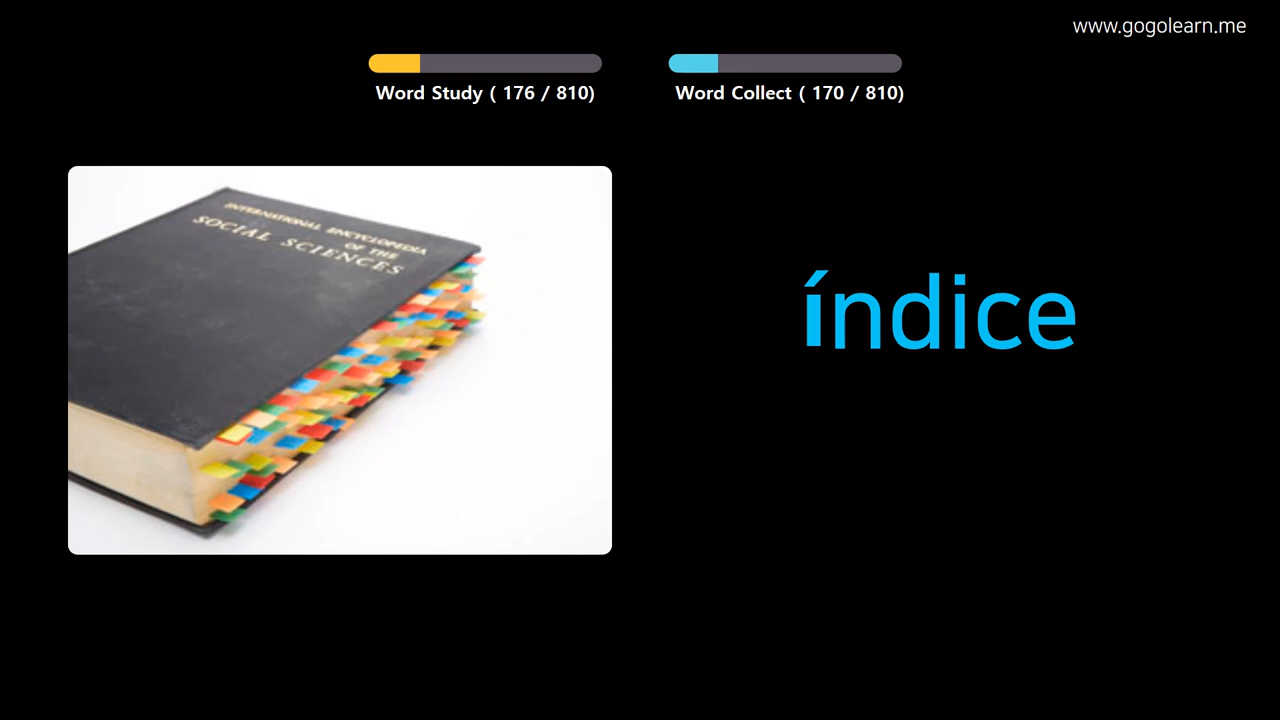 www.gogolearn.me
Word Study ( 176 / 810)
Word Collect ( 170 / 810)
INTERNATIONAL ENCYCLOPEDIA
OF THE
SOCIAL SCIENCES
índice